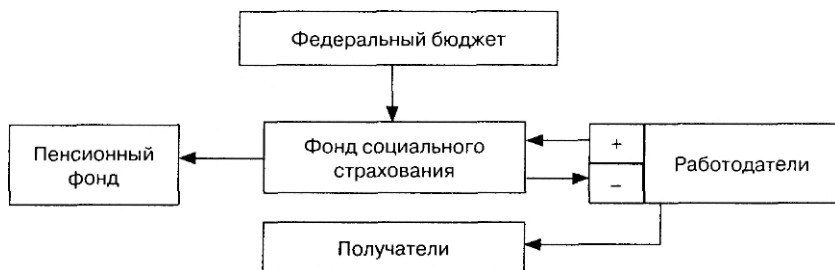 Федеральный бюджет
Пенсионный
фонд
Фонд социального
страхования
+
−
Работодатели
Получатели